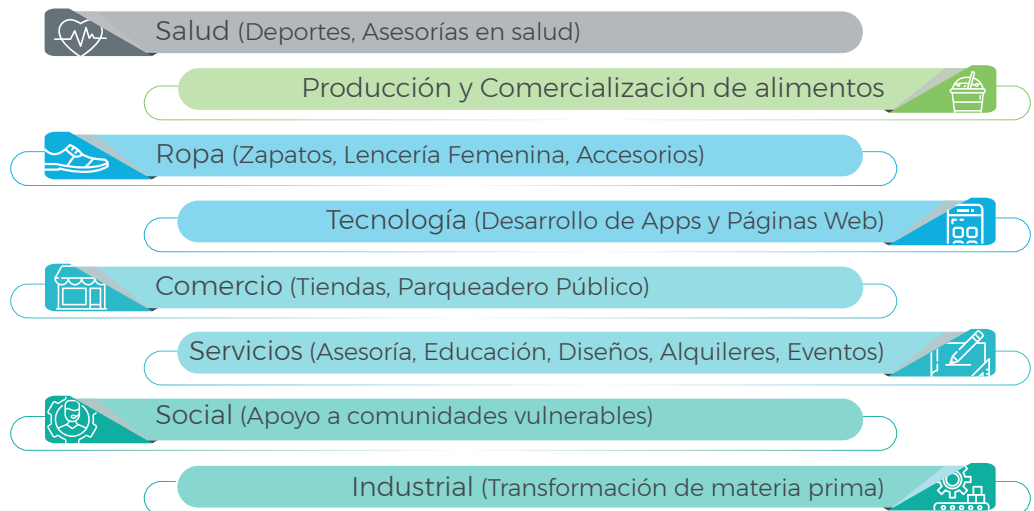 Salud (Deportes, Asesorías en salud)
Producción y Comercialización de alimentos
Ropa (Zapatos, Lencería Femenina, Accesorios)
Tecnología (Desarrollo de Apps y Páginas Web)
Comercio (Tiendas, Parqueadero Público)
Servicios (Asesoría, Educación, Diseños, Alquileres, Eventos)
Social (Apoyo a comunidades vulnerables)
Industrial (Transformación de materia prima)